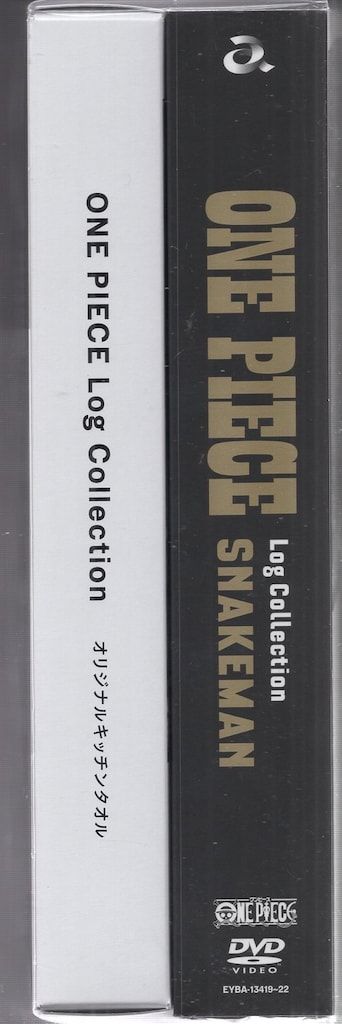 ONE PIECE Log Collection オリジナルキッチンタオル
ONE PIECE
Log Collection
SNAKEMAN
ONE PIECE
DVD
VIDEO
EYBA-13419~22